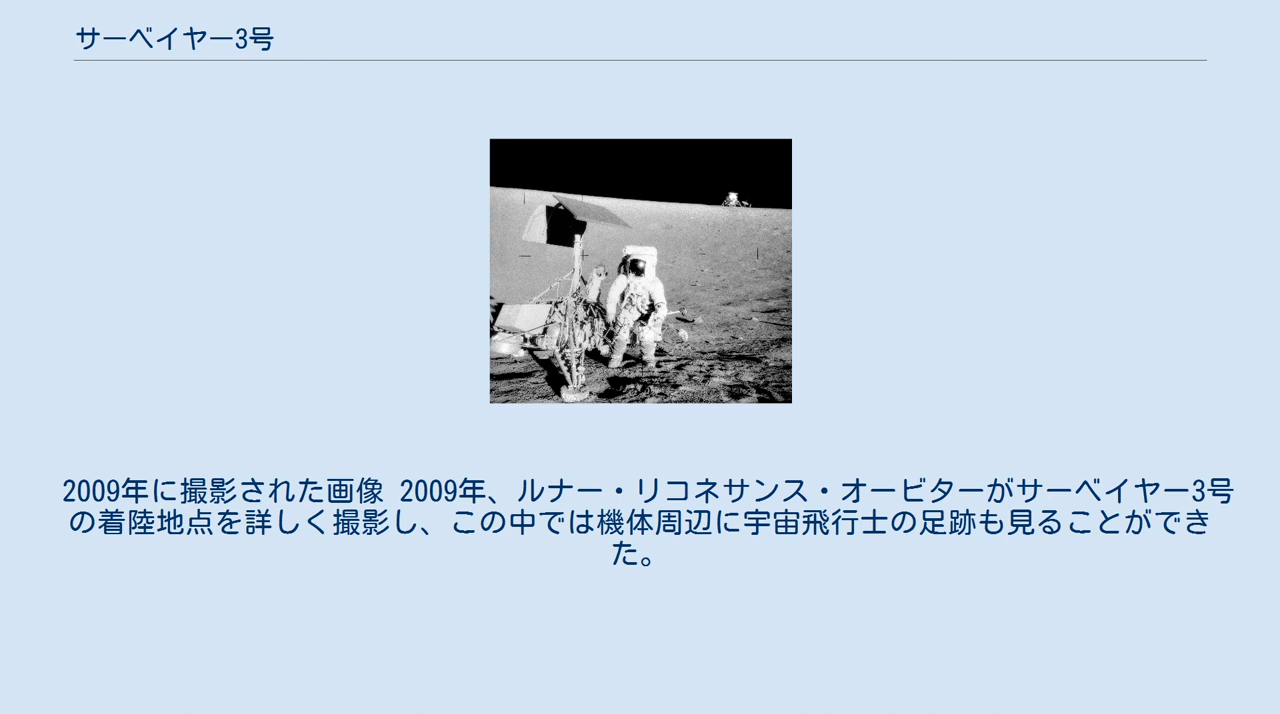 サーベイヤー3号
2009年に撮影された画像 2009年、ルナー・リコネサンス・オービターがサーベイヤー3号
の着陸地点を詳しく撮影し、この中では機体周辺に宇宙飛行士の足跡も見ることができ
た。